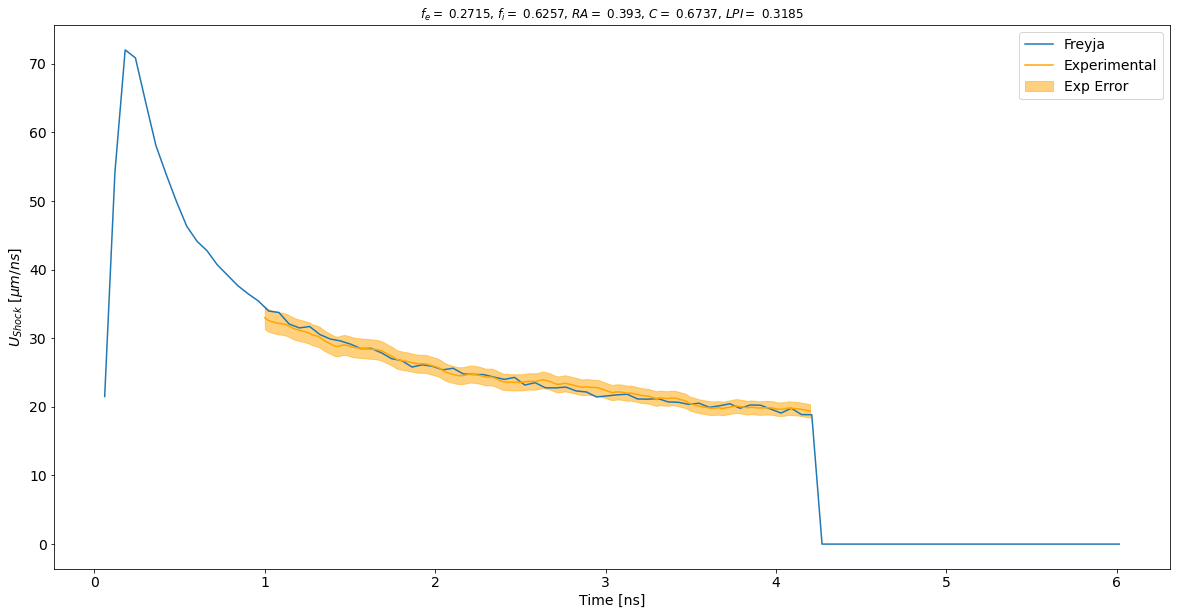 f_e = 0.2715, f_i = 0.6257, RA = 0.393, C = 0.6737, LPI = 0.3185
Freyja
Experimental
Exp Error
U_Shock [μm/ns]
70
60
50
40
30
20
10
0
0 1 2 3 4 5 6
Time [ns]